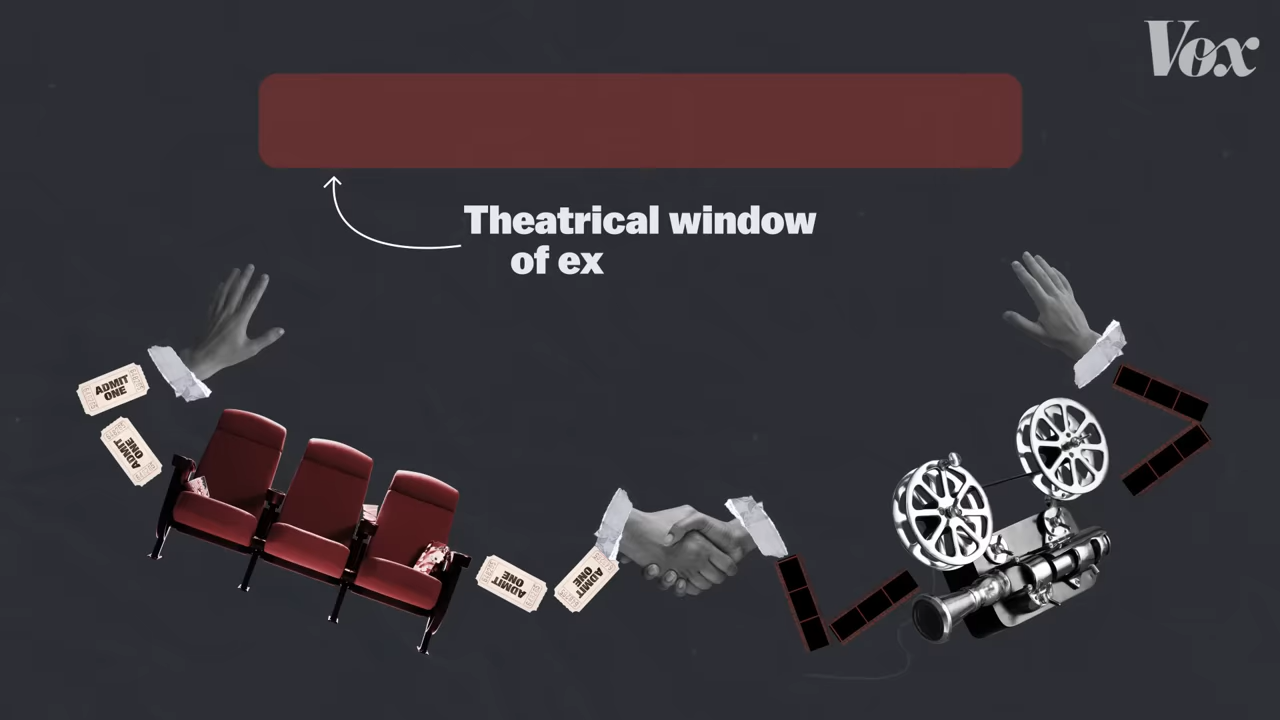 Vox
Theatrical window
of ex
ADMIT
ONE
ADMIT
ONE
ADMIT
ONE
ADMIT
ONE